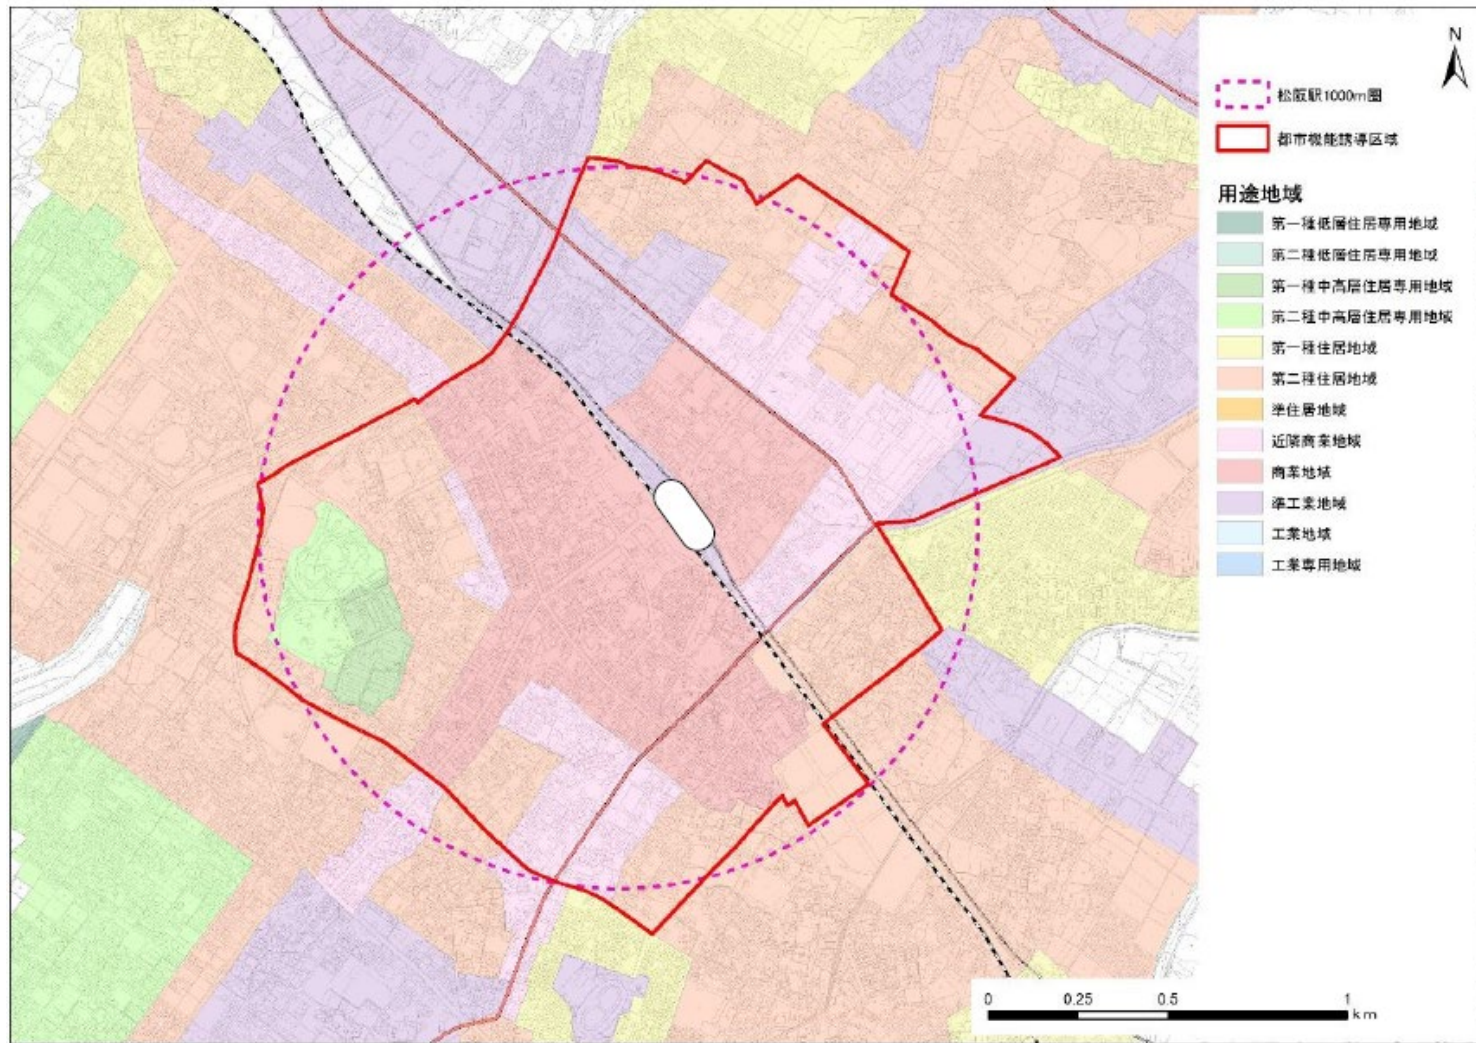 N
松阪駅1000m圏
都市機能誘導区域
用途地域
第一種低層住居専用地域
第二種低層住居専用地域
第一種中高層住居専用地域
第二種中高層住居専用地域
第一種住居地域
第二種住居地域
準住居地域
近隣商業地域
商業地域
準工業地域
工業地域
工業専用地域
0 0.25 0.5 1
km